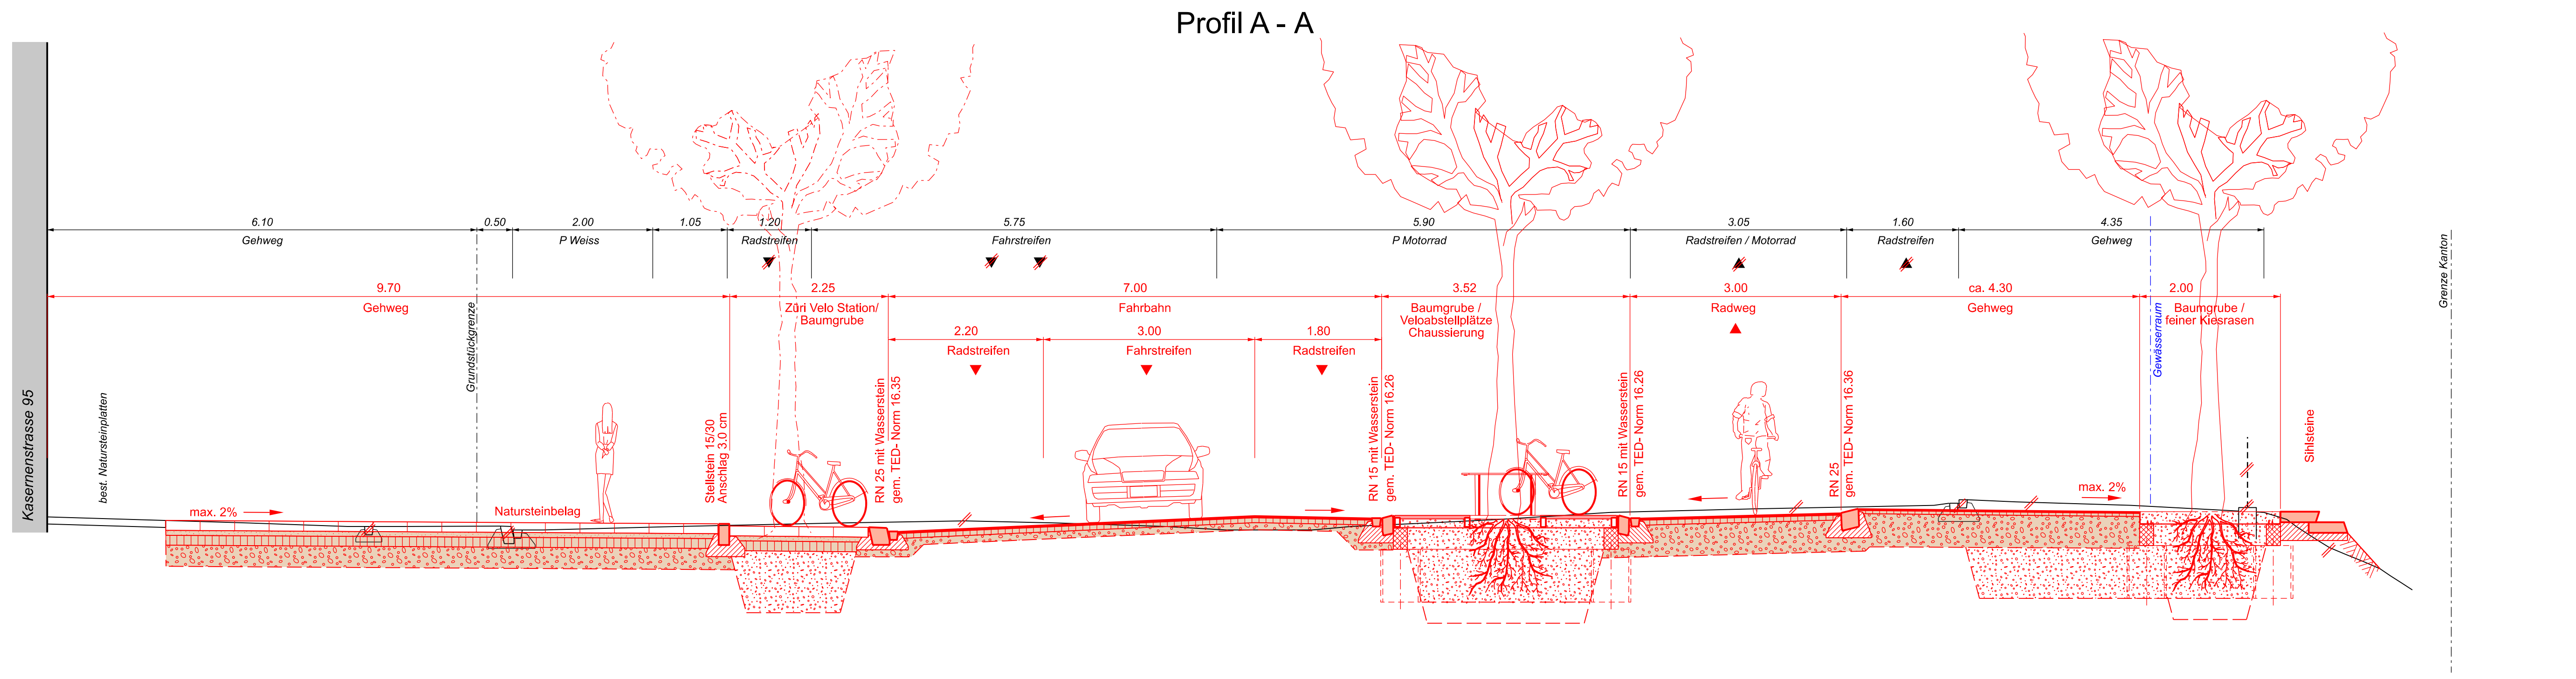 Profil A - A
6.10
0.50
2.00
1.05
1.20
5.75
5.90
3.05
1.60
4.35
Gehweg
P Weiss
Radstreifen
Fahrstreifen
P Motorrad
Radstreifen / Motorrad
Radstreifen
Gehweg
9.70
2.25
7.00
3.52
3.00
ca. 4.30
2.00
Gehweg
Züri Velo Station/
Baumgrube
Fahrbahn
Baumgrube /
Veloabstellplätze
Chaussierung
Radweg
Gehweg
Baumgrube /
feiner Kiesrasen
2.20
3.00
1.80
Radstreifen
Fahrstreifen
Radstreifen
Kasernenstrasse 95
best. Natursteinplatten
Grundstückgrenze
Stellstein 15/30
Anschlag 3.0 cm
RN 25 mit Wasserstein
gem. TED- Norm 16.35
RN 15 mit Wasserstein
gem. TED- Norm 16.26
RN 15 mit Wasserstein
gem. TED- Norm 16.26
RN 25
gem. TED- Norm 16.36
Gewässerraum
Sihlsteine
Grenze Kanton
max. 2%
Natursteinbelag
max. 2%